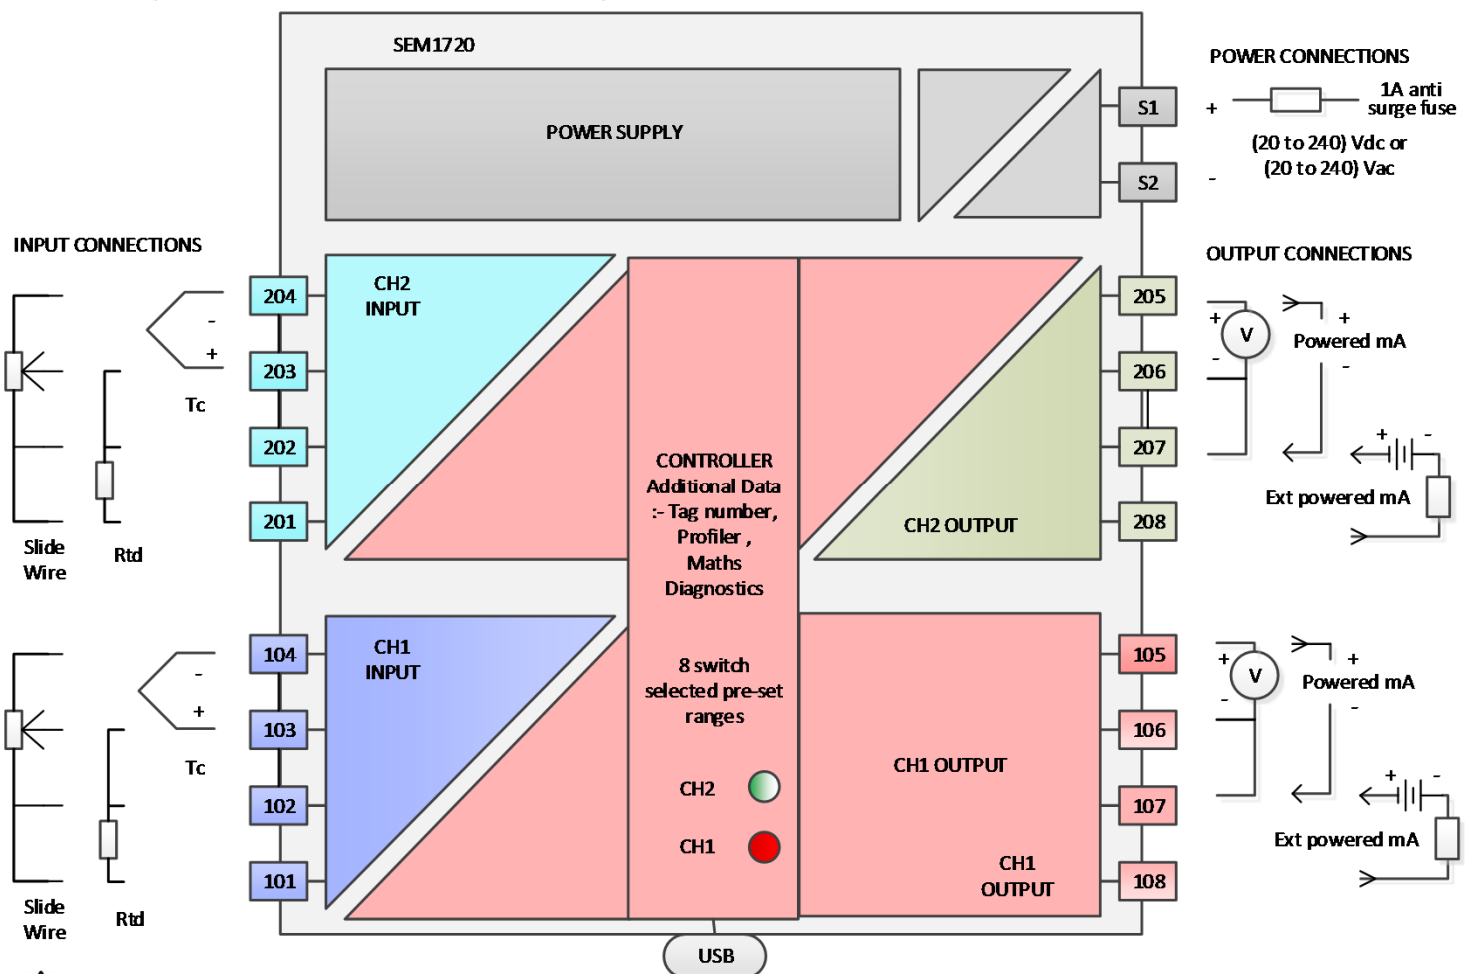 SEM1720
POWER SUPPLY
S1
S2
POWER CONNECTIONS
+
1A anti
surge fuse
(20 to 240) Vdc or
(20 to 240) Vac
-
INPUT CONNECTIONS
OUTPUT CONNECTIONS
CH2
INPUT
204
203
202
201
-
+
Tc
Slide
Wire
Rtd
205
206
207
208
CH2 OUTPUT
+
V
-
+
Powered mA
-
+ -
Ext powered mA
CONTROLLER
Additional Data
:- Tag number,
Profiler ,
Maths
Diagnostics
8 switch
selected pre-set
ranges
CH2
CH1
CH1
INPUT
104
103
102
101
-
+
Tc
Slide
Wire
Rtd
CH1 OUTPUT
CH1
OUTPUT
105
106
107
108
+
V
-
+
Powered mA
-
+ -
Ext powered mA
USB